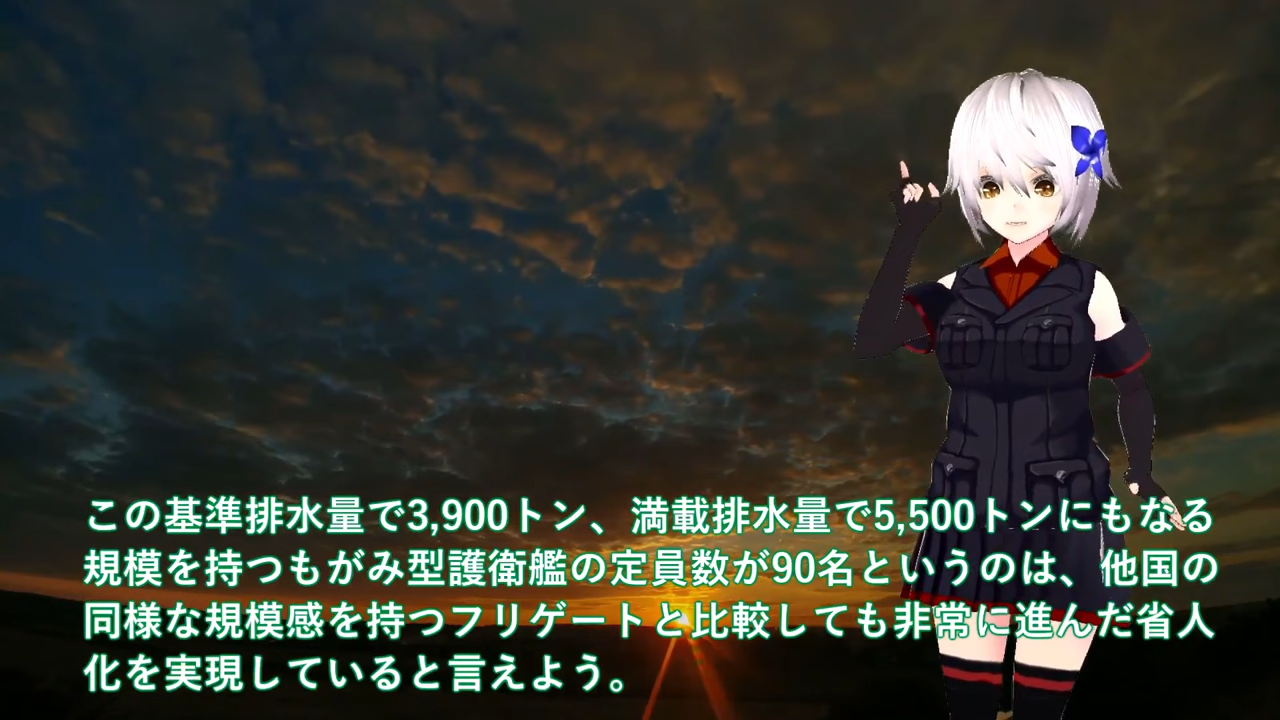 この基準排水量で3,900トン、満載排水量で5,500トンにもなる
規模を持つもがみ型護衛艦の定員数が90名というのは、他国の
同様な規模感を持つフリゲートと比較しても非常に進んだ省人
化を実現していると言えよう。